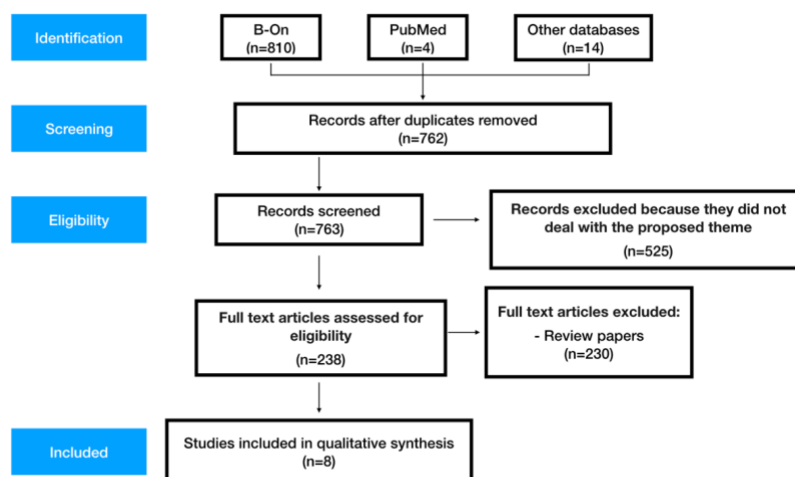 Identification
B-On
(n=810)
PubMed
(n=4)
Other databases
(n=14)
Screening
Records after duplicates removed
(n=762)
Eligibility
Records screened
(n=763)
Records excluded because they did not
deal with the proposed theme
(n=525)
Full text articles assessed for
eligibility
(n=238)
Full text articles excluded:
- Review papers
(n=230)
Included
Studies included in qualitative synthesis
(n=8)